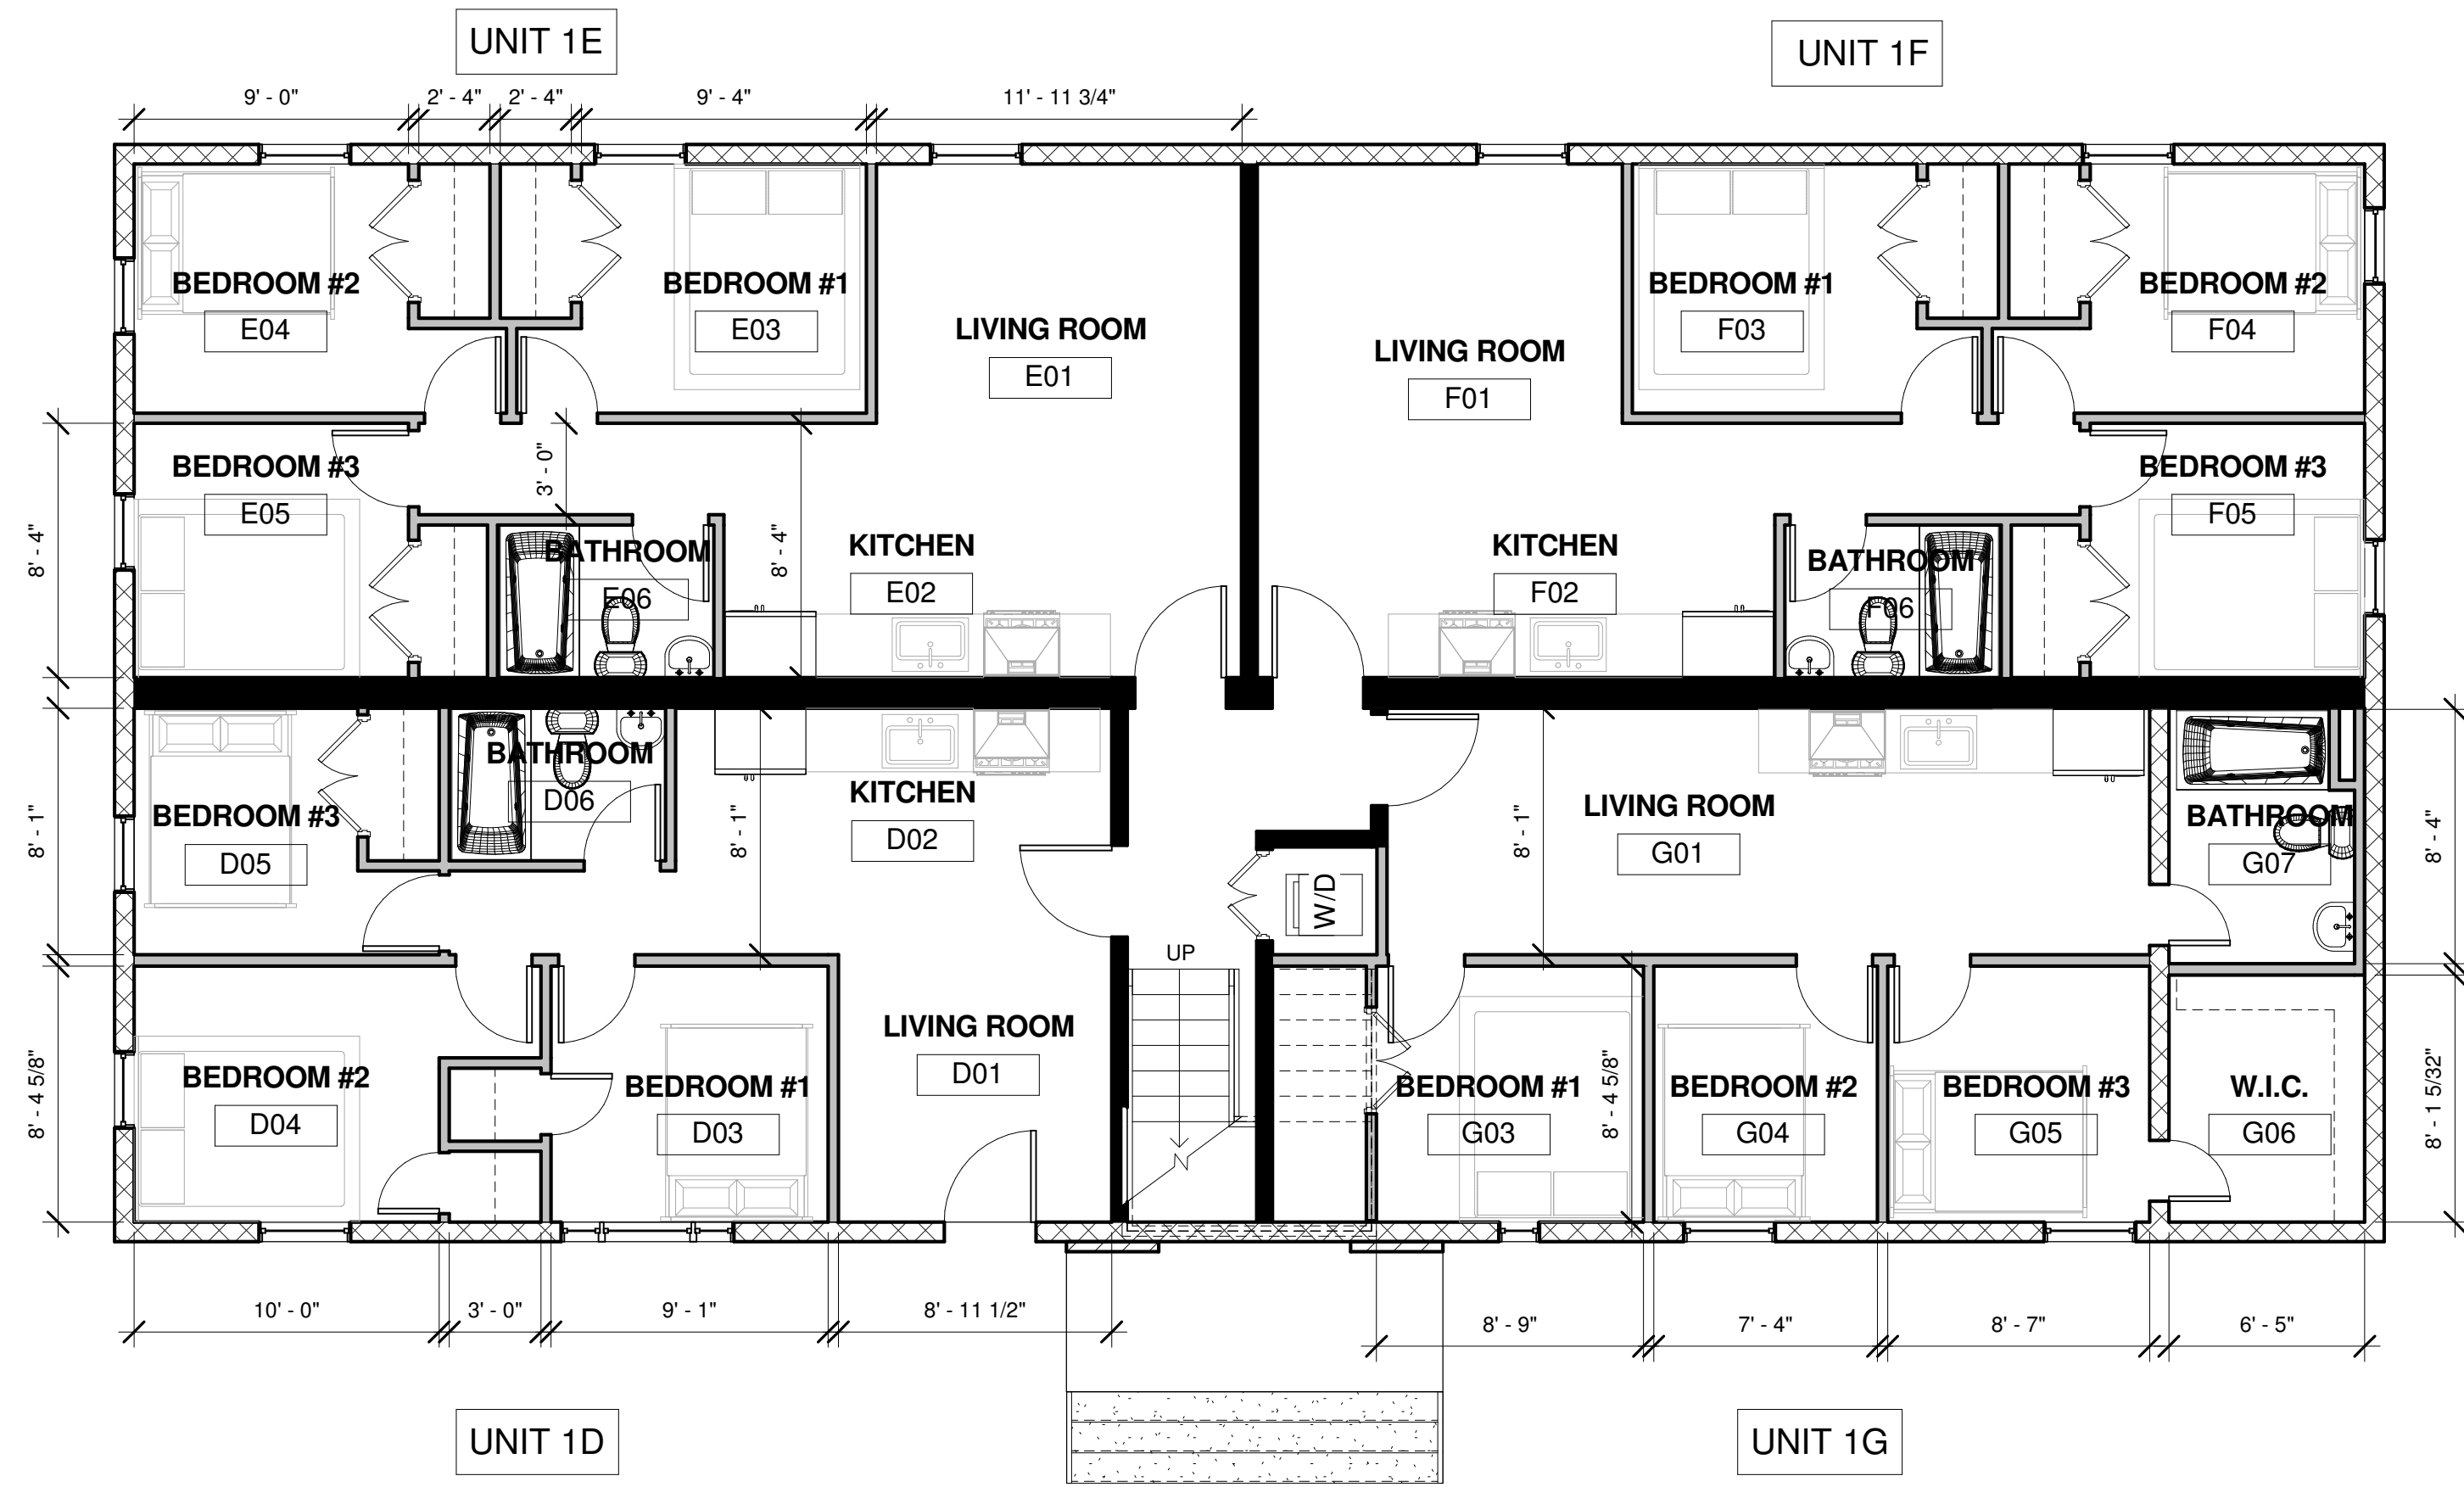 UNIT 1E
UNIT 1F
9' - 0"
2' - 4"
2' - 4"
9' - 4"
11' - 11 3/4"
BEDROOM #2
E04
BEDROOM #1
E03
LIVING ROOM
E01
LIVING ROOM
F01
BEDROOM #1
F03
BEDROOM #2
F04
BEDROOM #3
E05
3' - 0"
8' - 4"
8' - 4"
BATHROOM
E06
KITCHEN
E02
KITCHEN
F02
BATHROOM
F06
BEDROOM #3
F05
BEDROOM #3
D05
8' - 1"
BATHROOM
D06
8' - 1"
KITCHEN
D02
W/D
8' - 1"
LIVING ROOM
G01
BATHROOM
G07
8' - 4"
UP
BEDROOM #2
D04
8' - 4 5/8"
BEDROOM #1
D03
LIVING ROOM
D01
BEDROOM #1
G03
8' - 4 5/8"
BEDROOM #2
G04
BEDROOM #3
G05
W.I.C.
G06
8' - 1 5/32"
10' - 0"
3' - 0"
9' - 1"
8' - 11 1/2"
8' - 9"
7' - 4"
8' - 7"
6' - 5"
UNIT 1D
UNIT 1G